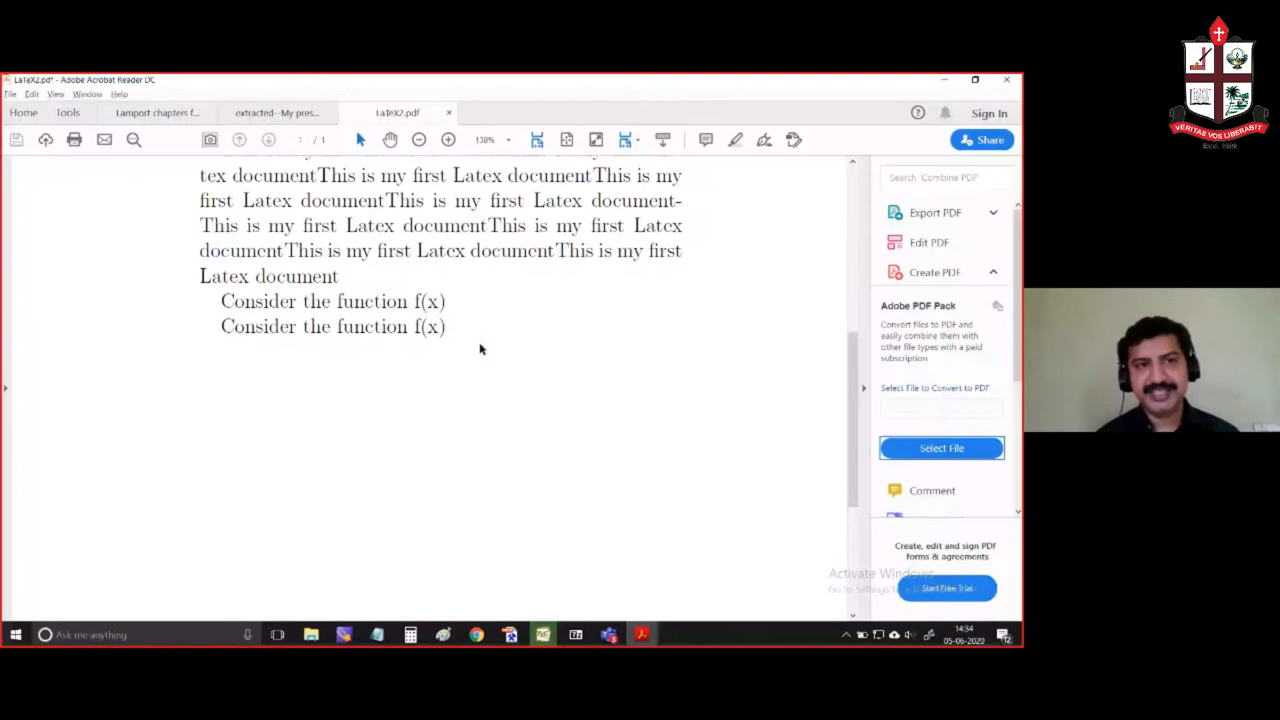 LaTeX2.pdf* - Adobe Acrobat Reader DC
File Edit View Window Help
Home Tools Lamport chapters f... extracted--My pres... LaTeX2.pdf × Sign In
1 / 1 138% Share
tex documentThis is my first Latex documentThis is my
first Latex documentThis is my first Latex document-
This is my first Latex documentThis is my first Latex
documentThis is my first Latex documentThis is my first
Latex document
Consider the function f(x)
Consider the function f(x)
Search 'Combine PDF'
Export PDF
Edit PDF
Create PDF
Adobe PDF Pack
Convert files to PDF and
easily combine them with
other file types with a paid
subscription
Select File to Convert to PDF
Select File
Comment
Create, edit and sign PDF
forms & agreements
Start Free Trial
Activate Windows
Go to Settings to
Ask me anything
14:34
05-06-2020
12
VERITAS VOS LIBERABIT